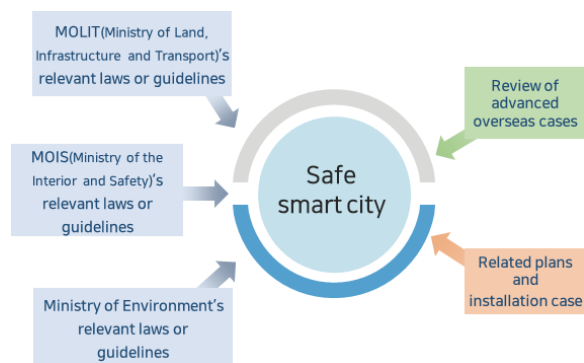 MOLIT(Ministry of Land,
Infrastructure and Transport)'s
relevant laws or
guidelines
MOIS(Ministry of the
Interior and Safety)'s
relevant laws or
guidelines
Ministry of Environment's
relevant laws or
guidelines
Safe
smart city
Review of
advanced
overseas cases
Related plans
and
installation case